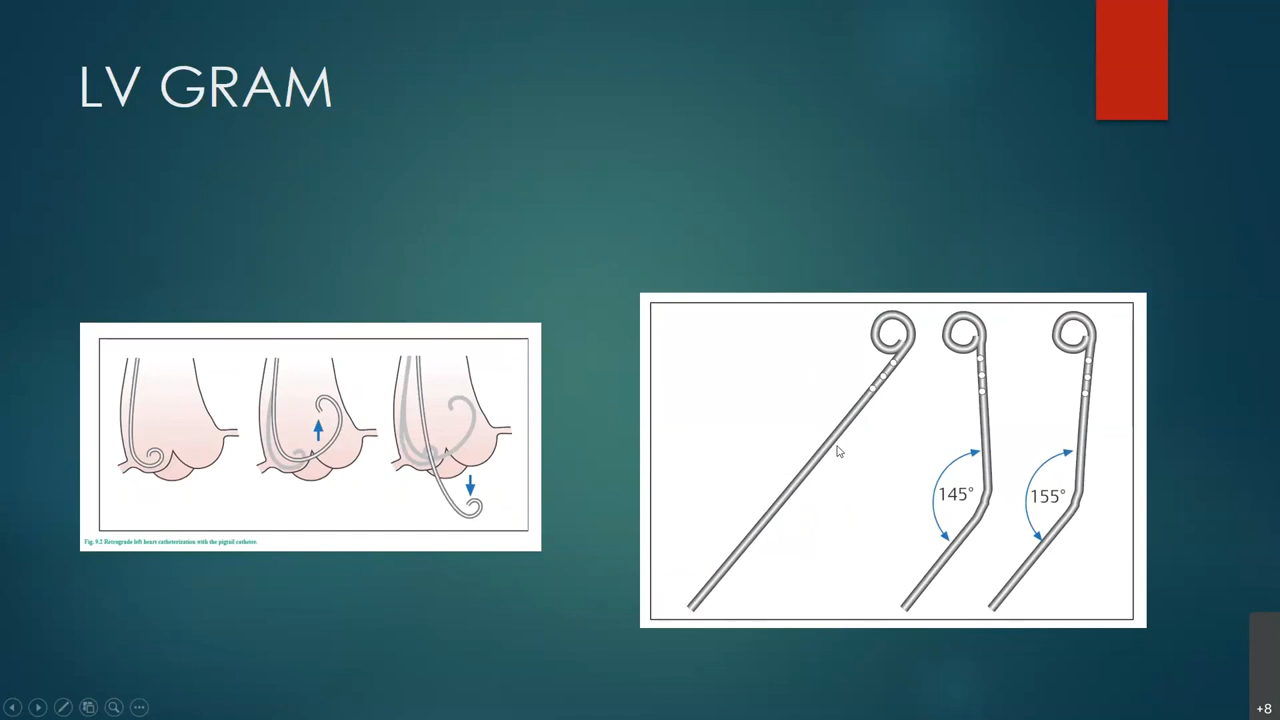 LV GRAM
Fig. 9.2 Retrograde left heart catheterization with the pigtail catheter.
145°
155°
+8